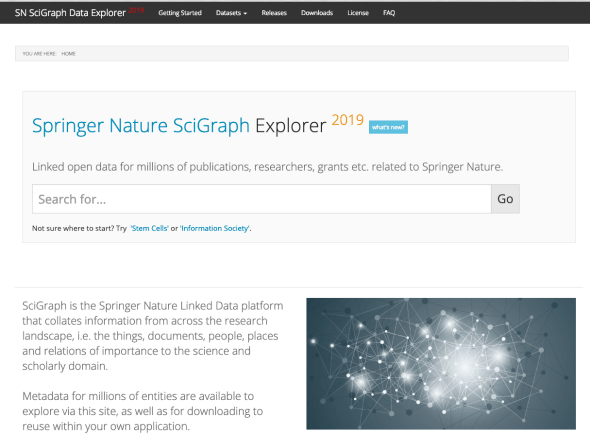 SN SciGraph Data Explorer 2019 Getting Started Datasets Releases Downloads License FAQ
YOU ARE HERE: HOME
Springer Nature SciGraph Explorer 2019 what's new?
Linked open data for millions of publications, researchers, grants etc. related to Springer Nature.
Search for... Go
Not sure where to start? Try 'Stem Cells' or 'Information Society'.
SciGraph is the Springer Nature Linked Data platform
that collates information from across the research
landscape, i.e. the things, documents, people, places
and relations of importance to the science and
scholarly domain.
Metadata for millions of entities are available to
explore via this site, as well as for downloading to
reuse within your own application.